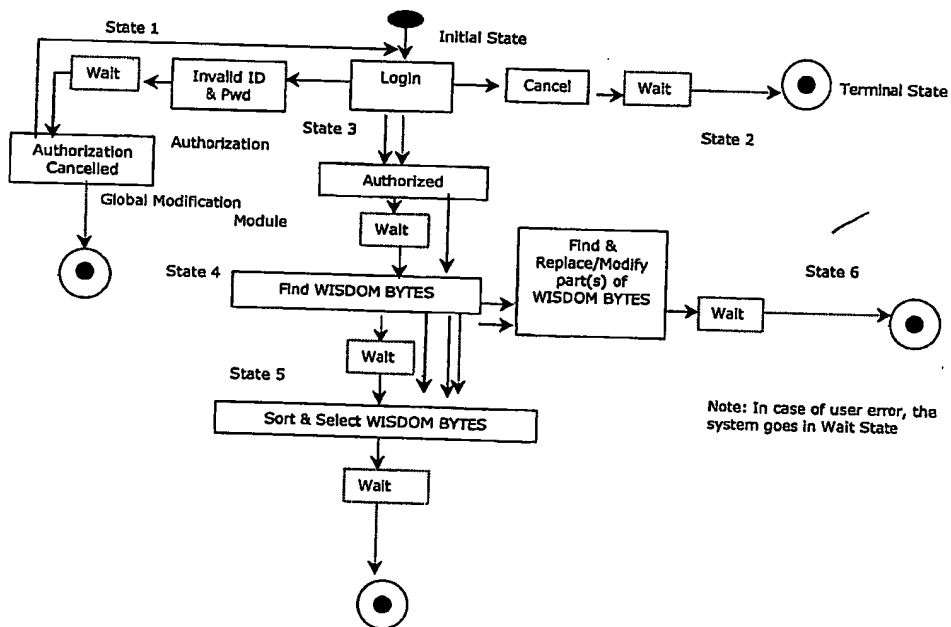 State 1
Initial State
Wait
Invalid ID
& Pwd
Login
Cancel
Wait
Terminal State
State 3
State 2
Authorization
Cancelled
Authorization
Authorized
Global Modification
Module
Wait
Find &
Replace/Modify
part(s) of
WISDOM BYTES
State 4
Find WISDOM BYTES
State 6
Wait
Wait
State 5
Sort & Select WISDOM BYTES
Note: In case of user error, the
system goes in Wait State
Wait